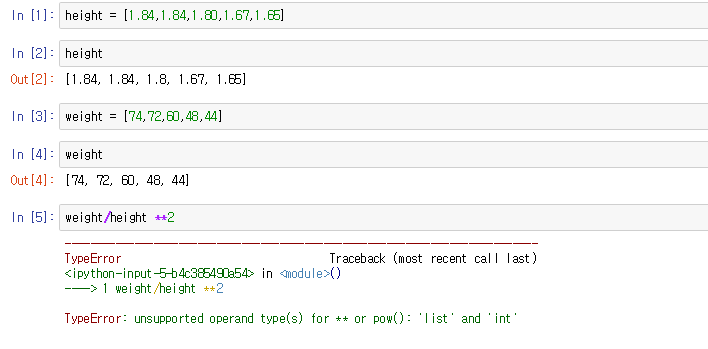 In [1]: height = [1.84,1.84,1.80,1.67,1.65]
In [2]: height
Out[2]: [1.84, 1.84, 1.8, 1.67, 1.65]
In [3]: weight = [74,72,60,48,44]
In [4]: weight
Out[4]: [74, 72, 60, 48, 44]
In [5]: weight/height **2
---------------------------------------------------------------------------
TypeError Traceback (most recent call last)
<ipython-input-5-b4c385490a54> in <module>()
----> 1 weight/height **2
TypeError: unsupported operand type(s) for ** or pow(): 'list' and 'int'